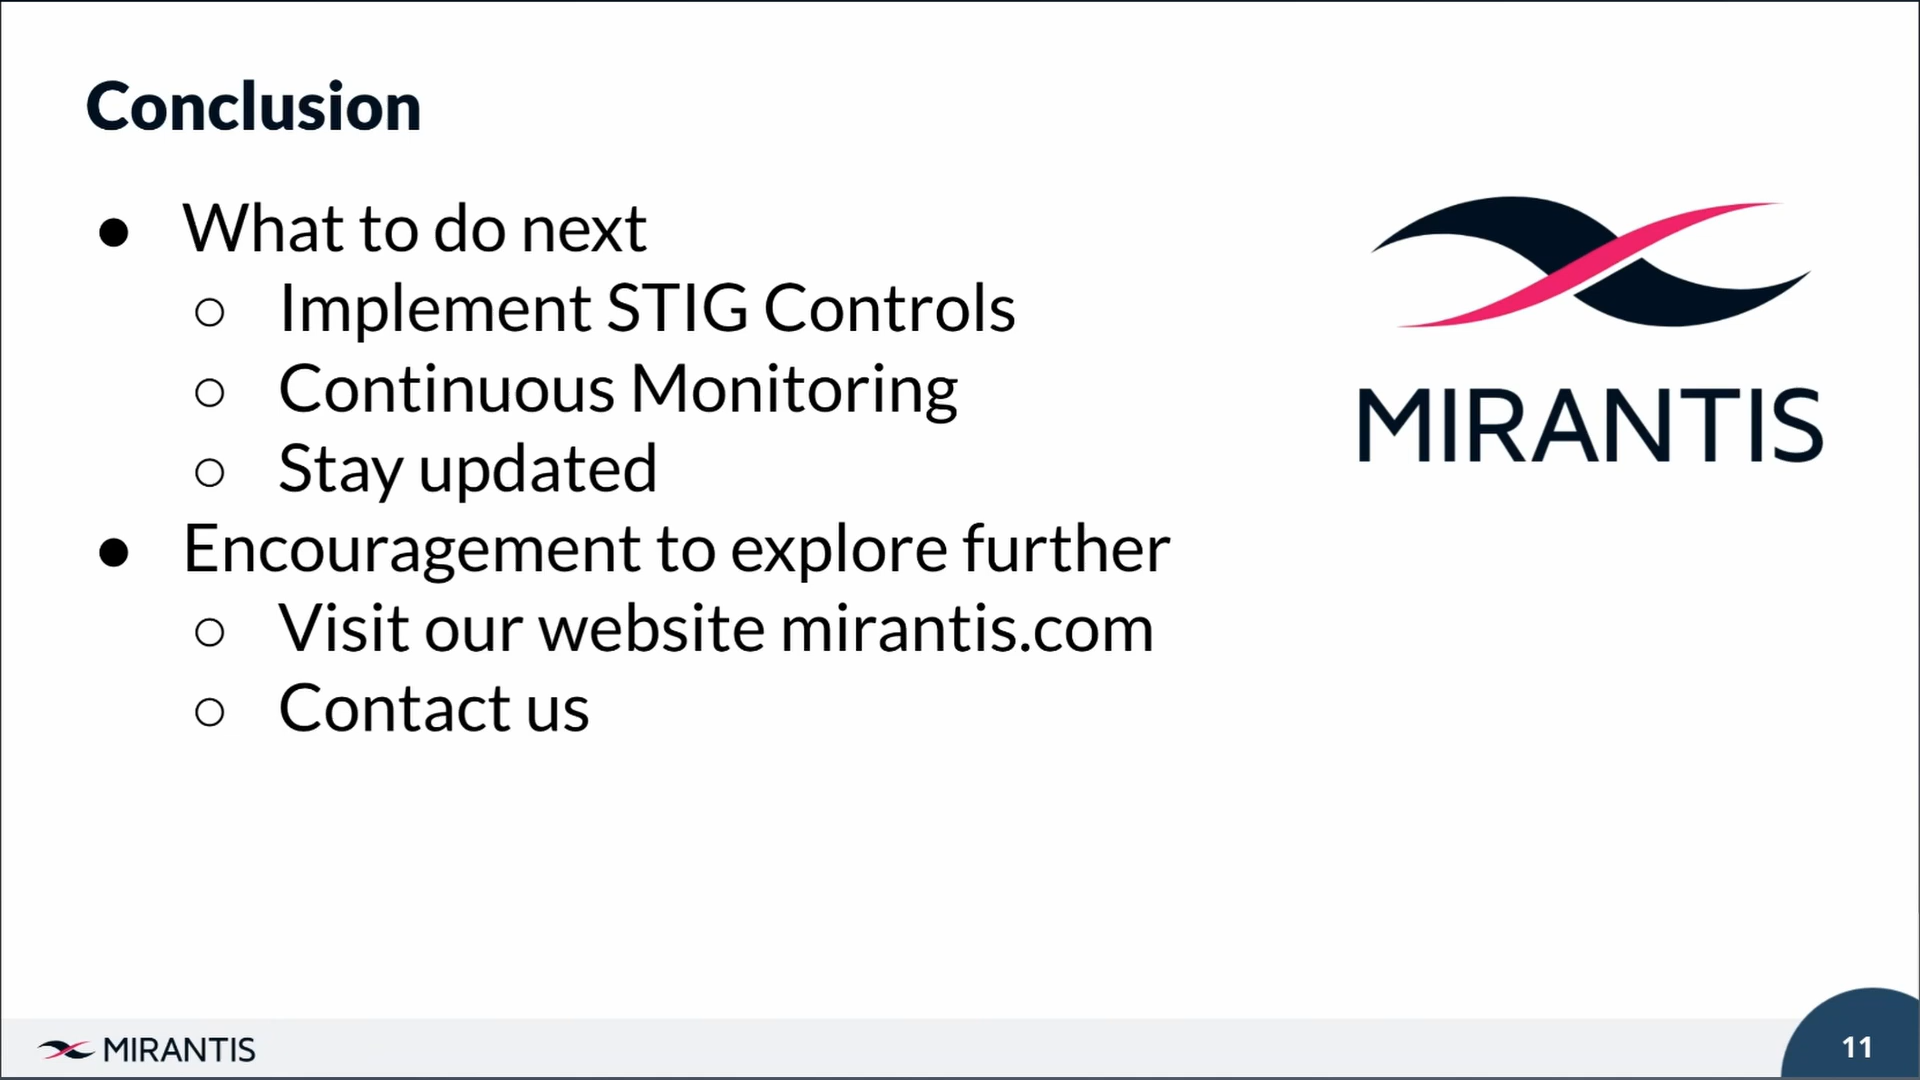 Conclusion
● What to do next
○ Implement STIG Controls
○ Continuous Monitoring
○ Stay updated
● Encouragement to explore further
○ Visit our website mirantis.com
○ Contact us
MIRANTIS
MIRANTIS
11